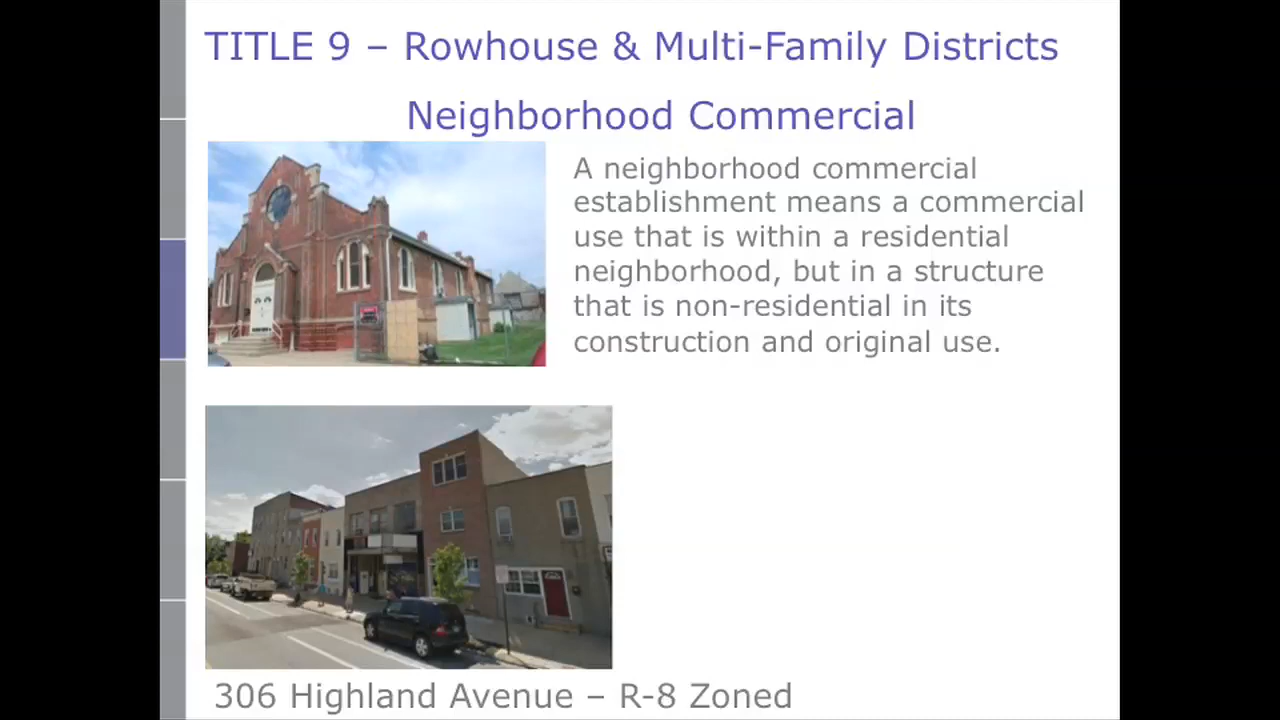 TITLE 9 – Rowhouse & Multi-Family Districts
Neighborhood Commercial
A neighborhood commercial
establishment means a commercial
use that is within a residential
neighborhood, but in a structure
that is non-residential in its
construction and original use.
306 Highland Avenue – R-8 Zoned